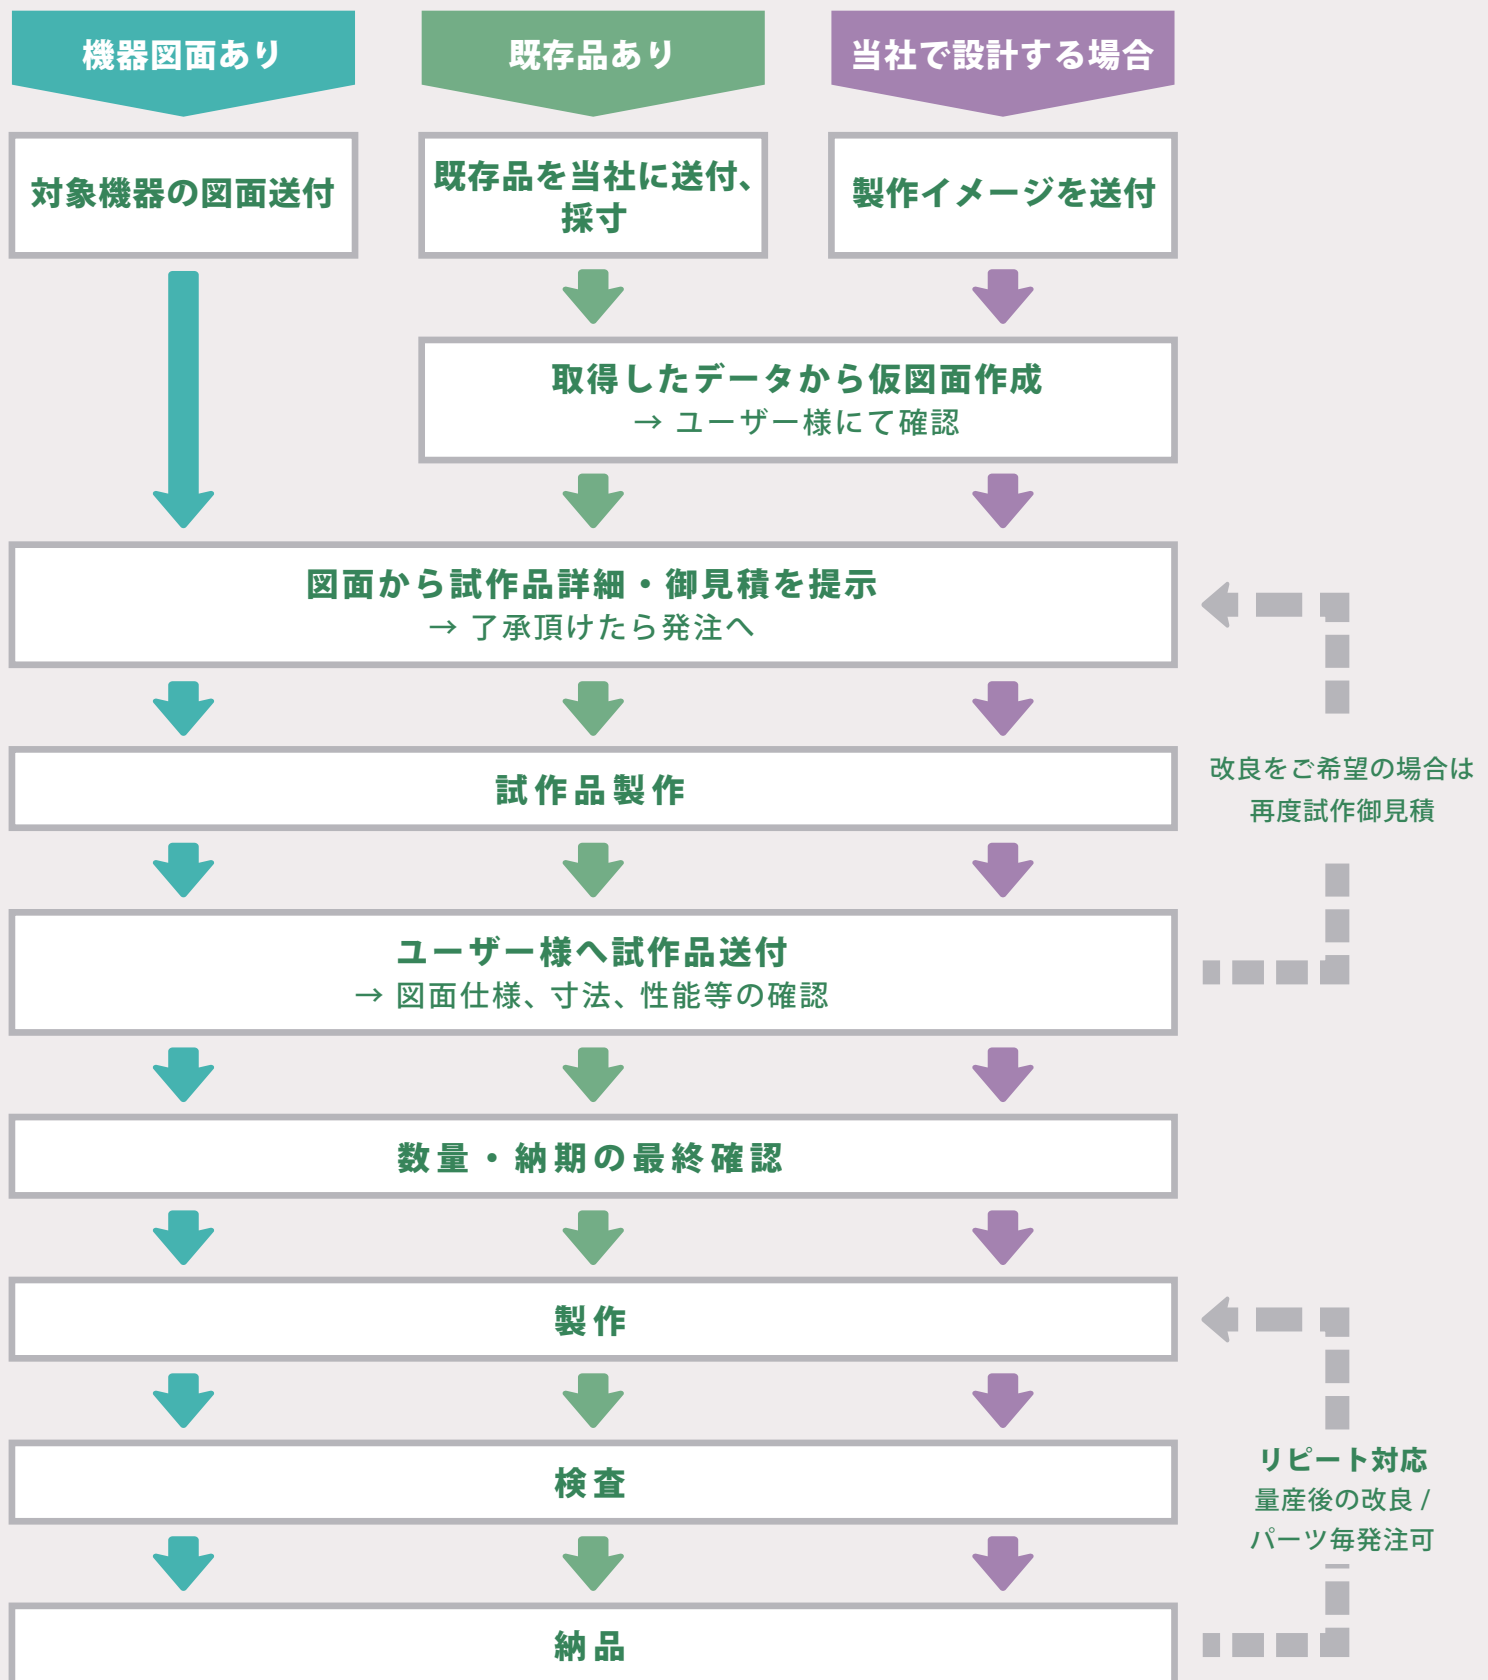 機器図面あり
既存品あり
当社で設計する場合
対象機器の図面送付
既存品を当社に送付、
採寸
製作イメージを送付
取得したデータから仮図面作成
→ ユーザー様にて確認
図面から試作品詳細・御見積を提示
→ 了承頂けたら発注へ
試作品製作
改良をご希望の場合は
再度試作御見積
ユーザー様へ試作品送付
→ 図面仕様、寸法、性能等の確認
数量・納期の最終確認
製作
検査
リピート対応
量産後の改良 /
パーツ毎発注可
納品